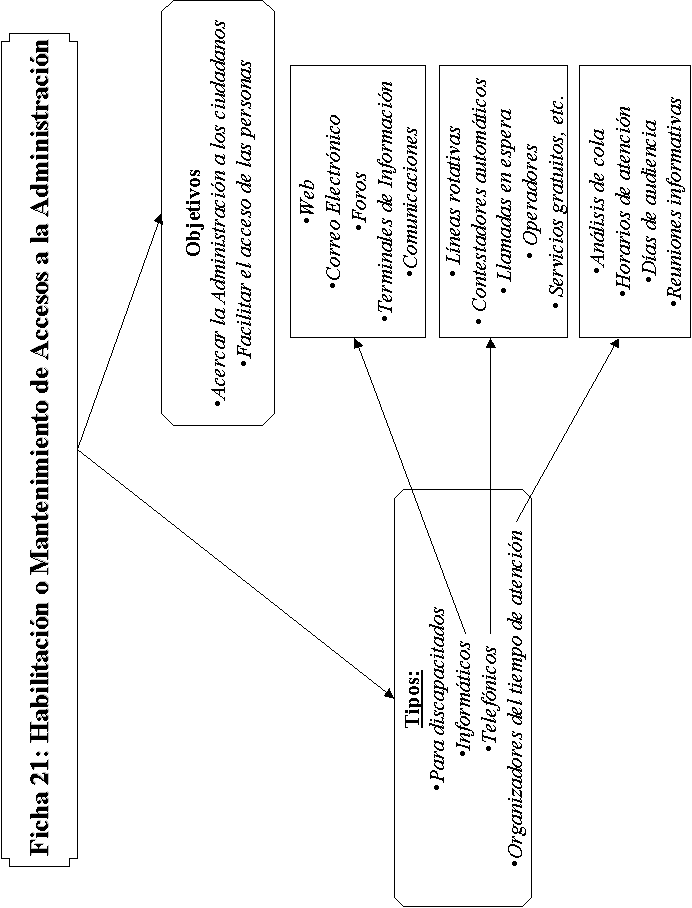 Ficha 21: Habilitación o Mantenimiento de Accesos a la Administración
Objetivos
•Acercar la Administración a los ciudadanos
•Facilitar el acceso de las personas
Tipos:
•Para discapacitados
•Informáticos
•Telefónicos
•Organizadores del tiempo de atención
•Web
•Correo Electrónico
•Foros
•Terminales de Información
•Comunicaciones
• Líneas rotativas
• Contestadores automáticos
• Llamadas en espera
• Operadores
• Servicios gratuitos, etc.
•Análisis de cola
•Horarios de atención
•Días de audiencia
•Reuniones informativas